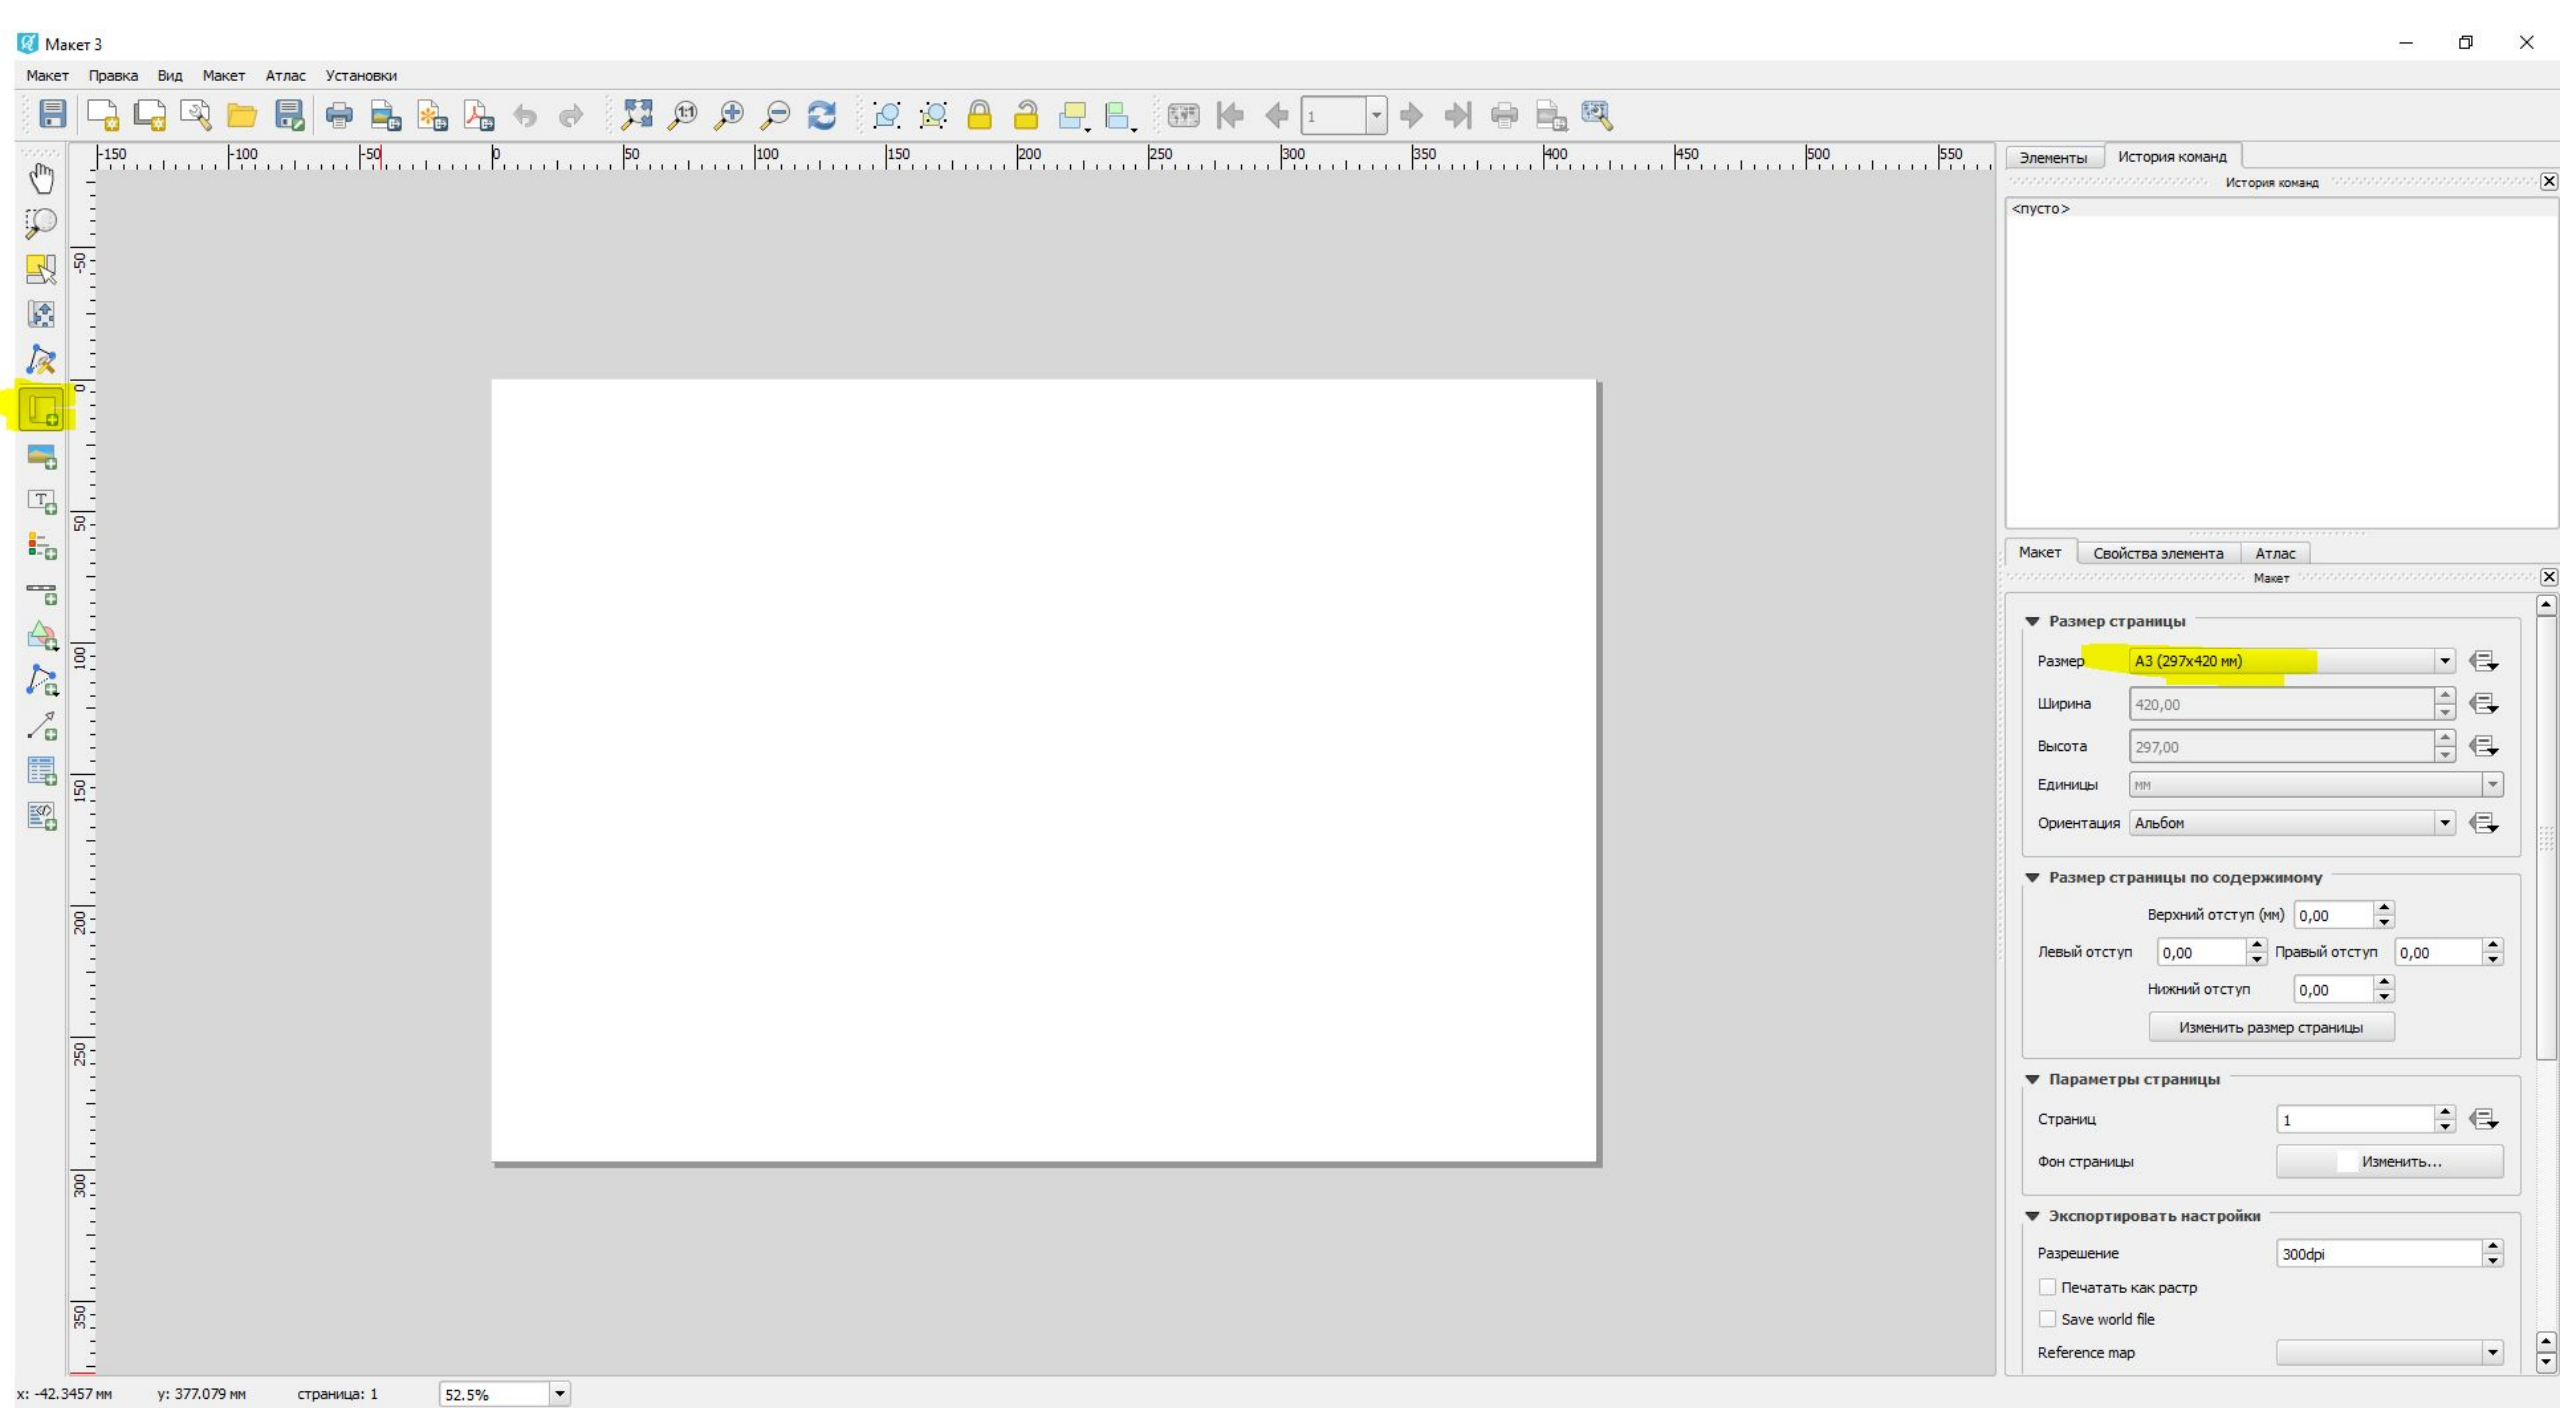 Макет 3
Макет Правка Вид Макет Атлас Установки
1:1 1
-150 -100 -50 0 50 100 150 200 250 300 350 400 450 500 550
-50
0
50
100
150
200
250
300
350
Элементы История команд
История команд
<пусто>
Макет Свойства элемента Атлас
Макет
Размер страницы
Размер A3 (297x420 мм)
Ширина 420,00
Высота 297,00
Единицы мм
Ориентация Альбом
Размер страницы по содержимому
Верхний отступ (мм) 0,00
Левый отступ 0,00 Правый отступ 0,00
Нижний отступ 0,00
Изменить размер страницы
Параметры страницы
Страниц 1
Фон страницы Изменить...
Экспортировать настройки
Разрешение 300dpi
Печатать как растр
Save world file
Reference map
x: -42.3457 мм y: 377.079 мм страница: 1 52.5%